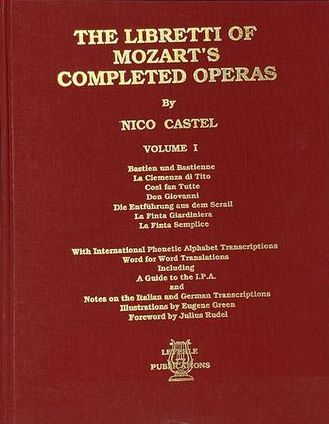 THE LIBRETTI OF
MOZART'S
COMPLETED OPERAS
By
NICO CASTEL
VOLUME I
Bastien und Bastienne
La Clemenza di Tito
Così fan Tutte
Don Giovanni
Die Entführung aus dem Serail
La Finta Giardiniera
La Finta Semplice
With International Phonetic Alphabet Transcriptions
Word for Word Translations
Including
A Guide to the I.P.A.
and
Notes on the Italian and German Transcriptions
Illustrations by Eugene Green
Foreword by Julius Rudel
LEYERLE
PUBLICATIONS